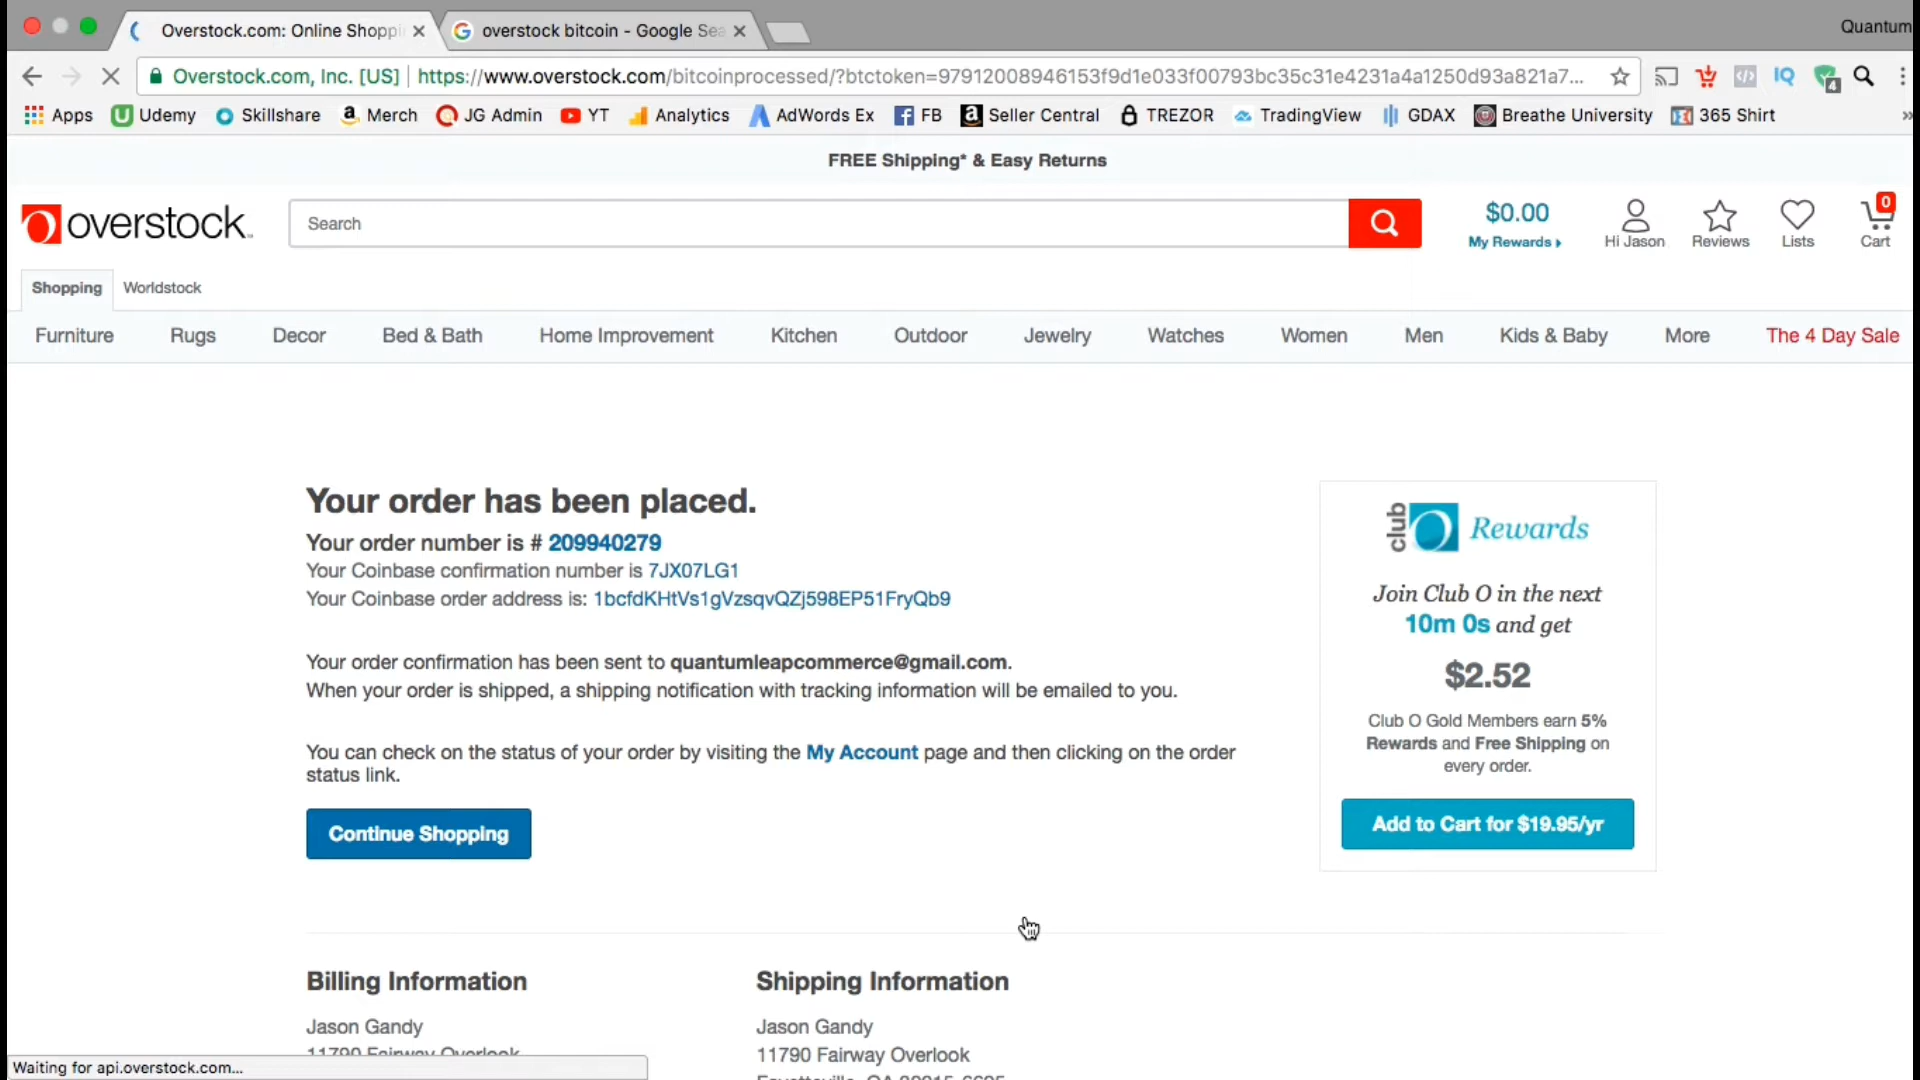 Quantum
Overstock.com: Online Shoppi
overstock bitcoin - Google Sea
Overstock.com, Inc. [US] | https://www.overstock.com/bitcoinprocessed/?btctoken=97912008946153f9d1e033f00793bc35c31e4231a4a1250d93a821a7...
IQ
4
Apps Udemy Skillshare Merch JG Admin YT Analytics AdWords Ex FB Seller Central TREZOR TradingView GDAX Breathe University 365 Shirt »
FREE Shipping* & Easy Returns
overstock™
Search
$0.00
My Rewards
Hi Jason
Reviews
Lists
0
Cart
Shopping Worldstock
Furniture Rugs Decor Bed & Bath Home Improvement Kitchen Outdoor Jewelry Watches Women Men Kids & Baby More The 4 Day Sale
Your order has been placed.
Your order number is # 209940279
Your Coinbase confirmation number is 7JX07LG1
Your Coinbase order address is: 1bcfdKHtVs1gVzsqvQZj598EP51FryQb9
Your order confirmation has been sent to quantumleapcommerce@gmail.com.
When your order is shipped, a shipping notification with tracking information will be emailed to you.
You can check on the status of your order by visiting the My Account page and then clicking on the order
status link.
Continue Shopping
club O Rewards
Join Club O in the next
10m 0s and get
$2.52
Club O Gold Members earn 5%
Rewards and Free Shipping on
every order.
Add to Cart for $19.95/yr
Billing Information
Jason Gandy
11790 Fairway Overlook
Shipping Information
Jason Gandy
11790 Fairway Overlook
Waiting for api.overstock.com...